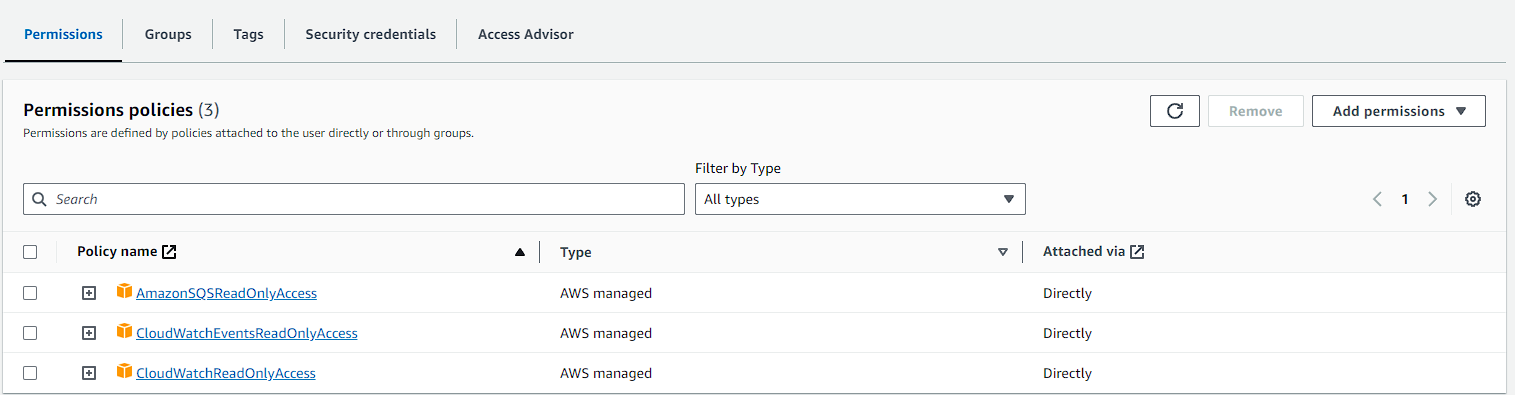 Permissions Groups Tags Security credentials Access Advisor
Permissions policies (3)
Remove Add permissions
Permissions are defined by policies attached to the user directly or through groups.
Filter by Type
Search All types 1
Policy name Type Attached via
AmazonSQSReadOnlyAccess AWS managed Directly
CloudWatchEventsReadOnlyAccess AWS managed Directly
CloudWatchReadOnlyAccess AWS managed Directly